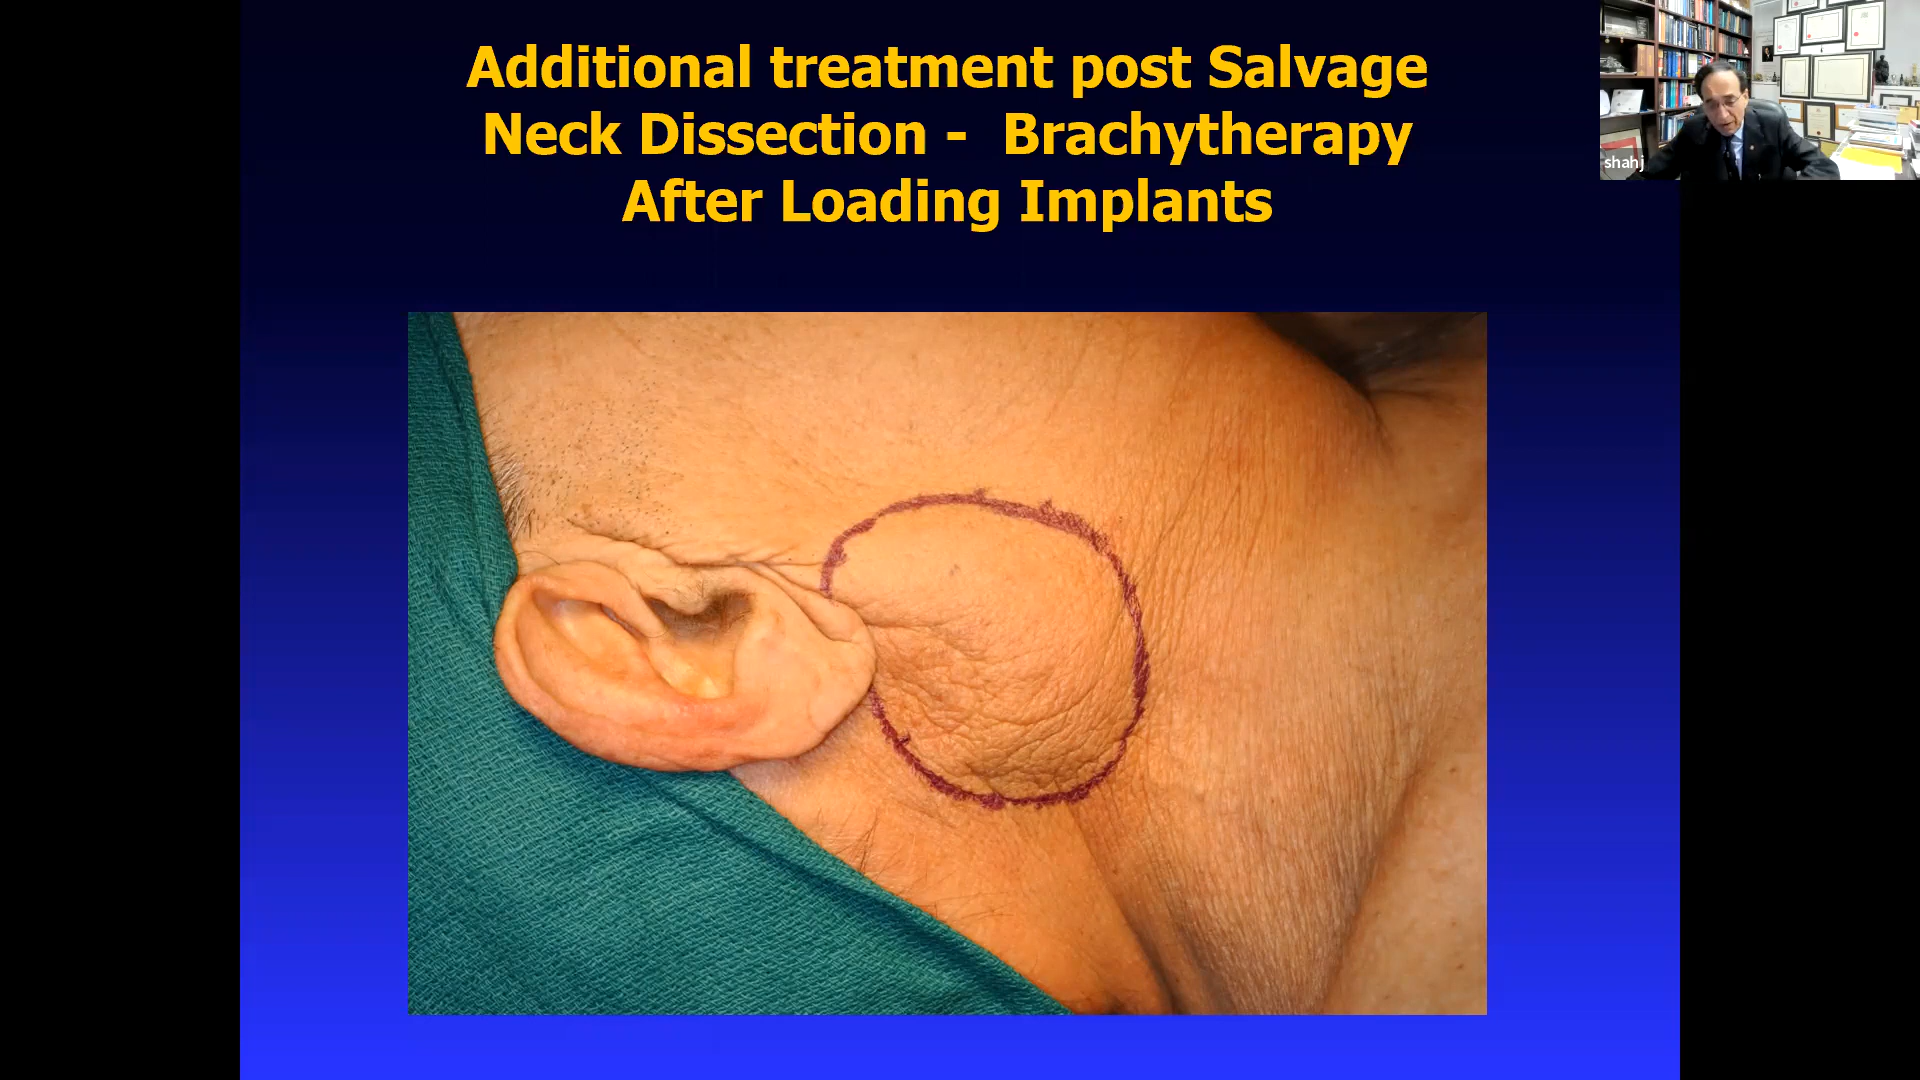 Additional treatment post Salvage
Neck Dissection -  Brachytherapy
After Loading Implants
shahj